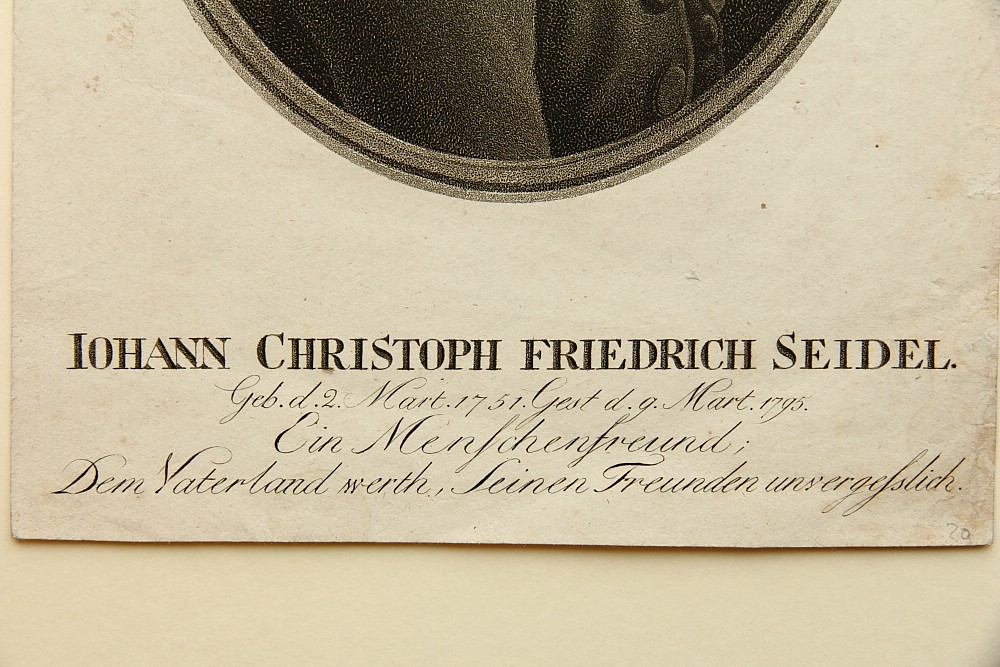 IOHANN CHRISTOPH FRIEDRICH SEIDEL.
Geb. d. 2. Mart. 1751. Gest d. 9. Mart. 1795.
Ein Menſchenfreund;
Dem Vaterland werth, Seinen Freunden unvergeſslich.
20